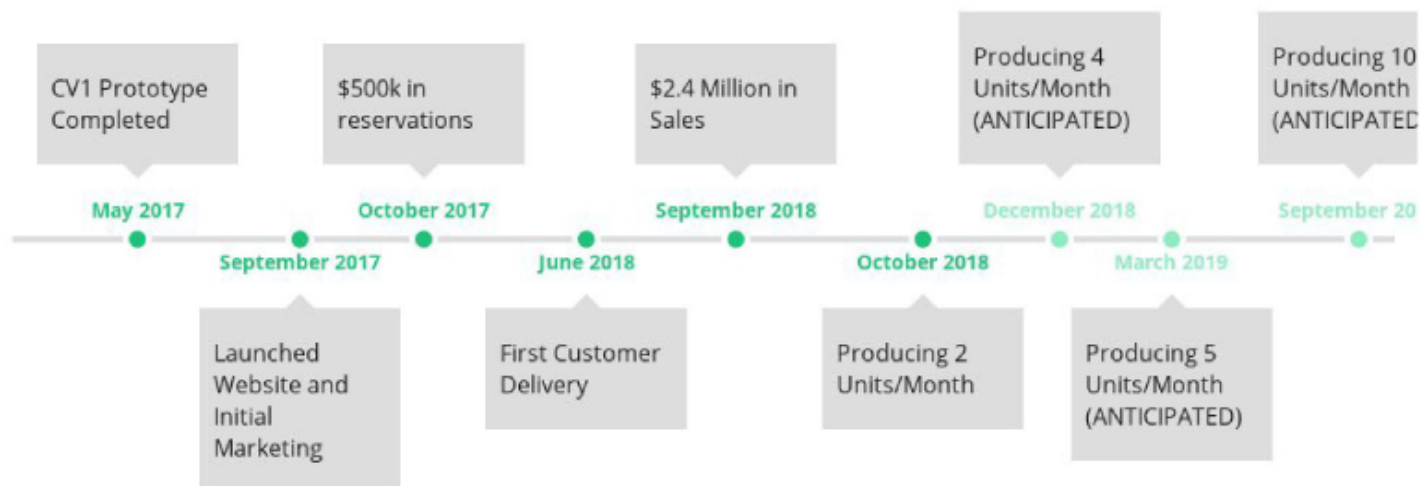 CV1 Prototype
Completed
May 2017
September 2017
Launched
Website and
Initial
Marketing
$500k in
reservations
October 2017
June 2018
First Customer
Delivery
$2.4 Million in
Sales
September 2018
October 2018
Producing 2
Units/Month
Producing 4
Units/Month
(ANTICIPATED)
December 2018
March 2019
Producing 5
Units/Month
(ANTICIPATED)
Producing 10
Units/Month
(ANTICIPATED
September 20